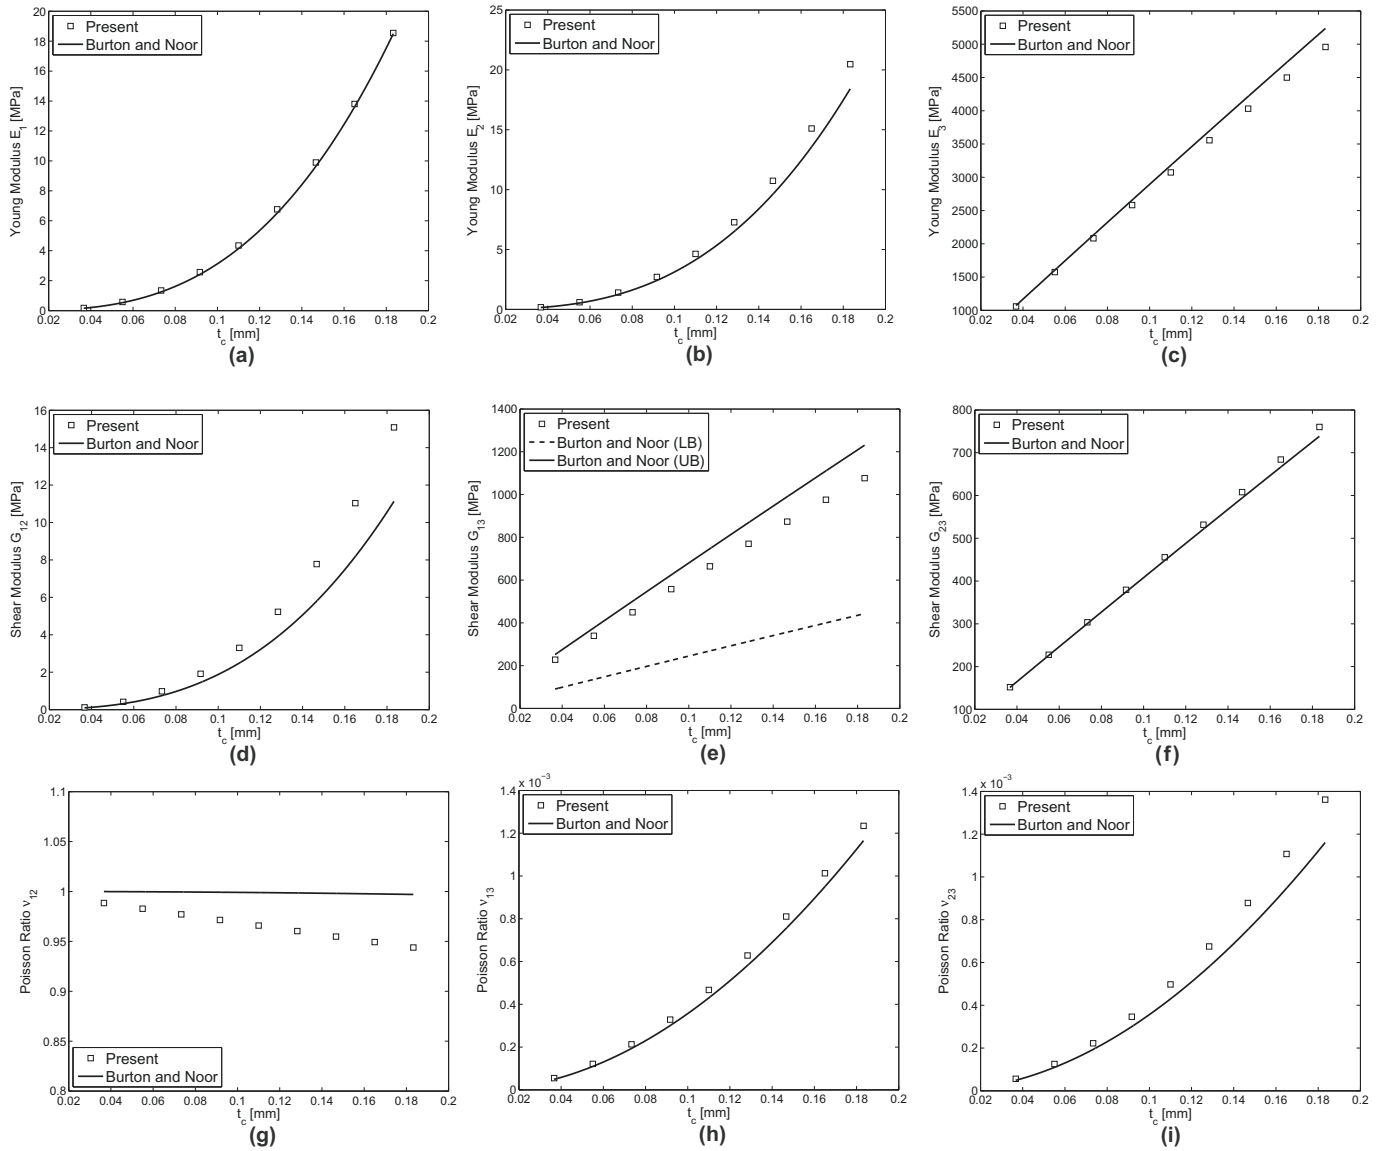 Present
Burton and Noor
Young Modulus E1 [MPa]
0
2
4
6
8
10
12
14
16
18
20
0.02 0.04 0.06 0.08 0.1 0.12 0.14 0.16 0.18 0.2
tc [mm]
(a)
Present
Burton and Noor
Young Modulus E2 [MPa]
0
5
10
15
20
25
0.02 0.04 0.06 0.08 0.1 0.12 0.14 0.16 0.18 0.2
tc [mm]
(b)
Present
Burton and Noor
Young Modulus E3 [MPa]
1000
1500
2000
2500
3000
3500
4000
4500
5000
5500
0.02 0.04 0.06 0.08 0.1 0.12 0.14 0.16 0.18 0.2
tc [mm]
(c)
Present
Burton and Noor
Shear Modulus G12 [MPa]
0
2
4
6
8
10
12
14
16
0.02 0.04 0.06 0.08 0.1 0.12 0.14 0.16 0.18 0.2
tc [mm]
(d)
Present
Burton and Noor (LB)
Burton and Noor (UB)
Shear Modulus G13 [MPa]
0
200
400
600
800
1000
1200
1400
0.02 0.04 0.06 0.08 0.1 0.12 0.14 0.16 0.18 0.2
tc [mm]
(e)
Present
Burton and Noor
Shear Modulus G23 [MPa]
100
200
300
400
500
600
700
800
0.02 0.04 0.06 0.08 0.1 0.12 0.14 0.16 0.18 0.2
tc [mm]
(f)
Present
Burton and Noor
Poisson Ratio ν12
0.8
0.85
0.9
0.95
1
1.05
1.1
0.02 0.04 0.06 0.08 0.1 0.12 0.14 0.16 0.18 0.2
tc [mm]
(g)
x 10−3
Present
Burton and Noor
Poisson Ratio ν13
0
0.2
0.4
0.6
0.8
1
1.2
1.4
0.02 0.04 0.06 0.08 0.1 0.12 0.14 0.16 0.18 0.2
tc [mm]
(h)
x 10−3
Present
Burton and Noor
Poisson Ratio ν23
0
0.2
0.4
0.6
0.8
1
1.2
1.4
0.02 0.04 0.06 0.08 0.1 0.12 0.14 0.16 0.18 0.2
tc [mm]
(i)